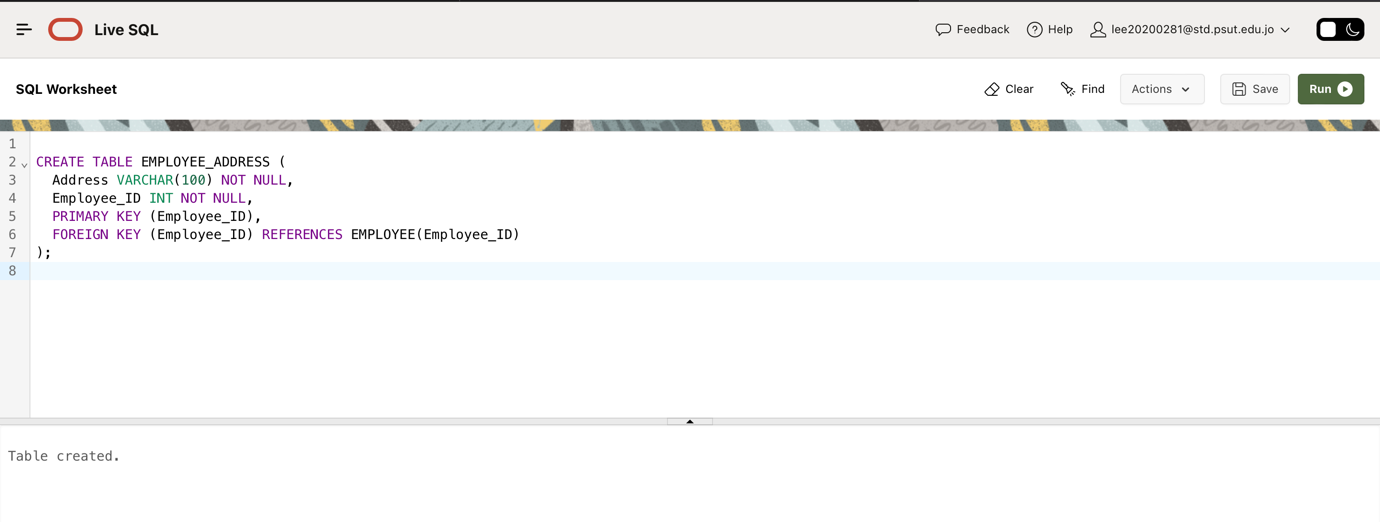 Live SQL Feedback Help lee20200281@std.psut.edu.jo
SQL Worksheet Clear Find Actions Save Run
1
2 CREATE TABLE EMPLOYEE_ADDRESS (
3 Address VARCHAR(100) NOT NULL,
4 Employee_ID INT NOT NULL,
5 PRIMARY KEY (Employee_ID),
6 FOREIGN KEY (Employee_ID) REFERENCES EMPLOYEE(Employee_ID)
7 );
8
Table created.